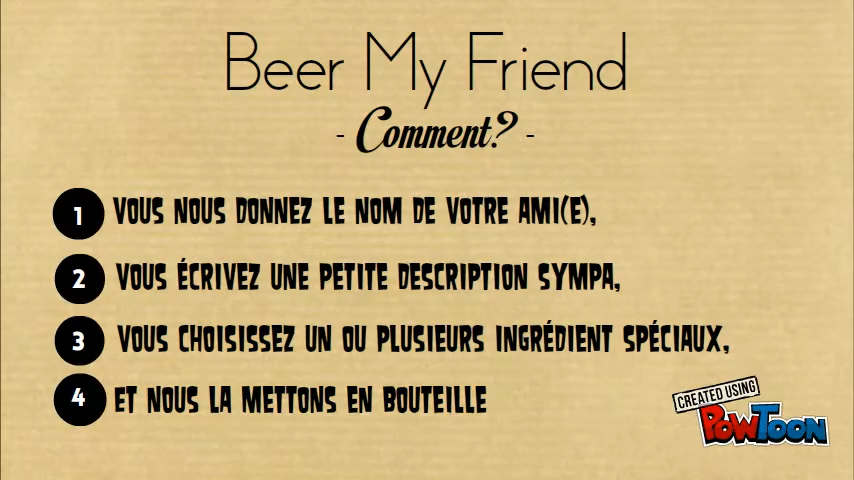 Beer My Friend
- Comment? -
1 VOUS NOUS DONNEZ LE NOM DE VOTRE AMI(E),
2 VOUS ÉCRIVEZ UNE PETITE DESCRIPTION SYMPA,
3 VOUS CHOISISSEZ UN OU PLUSIEURS INGRÉDIENT SPÉCIAUX,
4 ET NOUS LA METTONS EN BOUTEILLE
CREATED USING
POWTOON